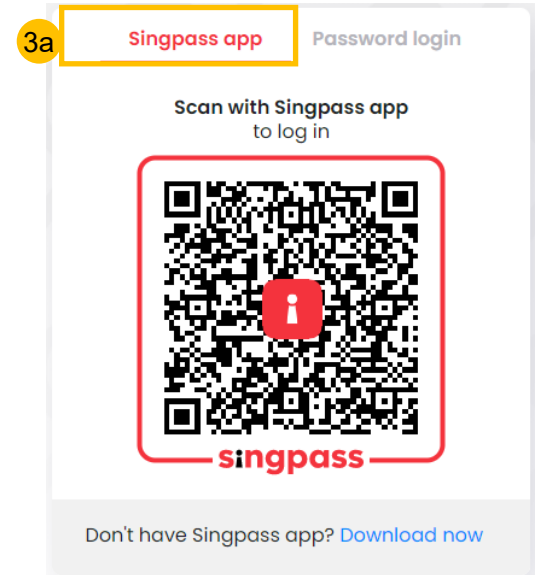 3a
Singpass app Password login
Scan with Singpass app
to log in
singpass
Don't have Singpass app? Download now